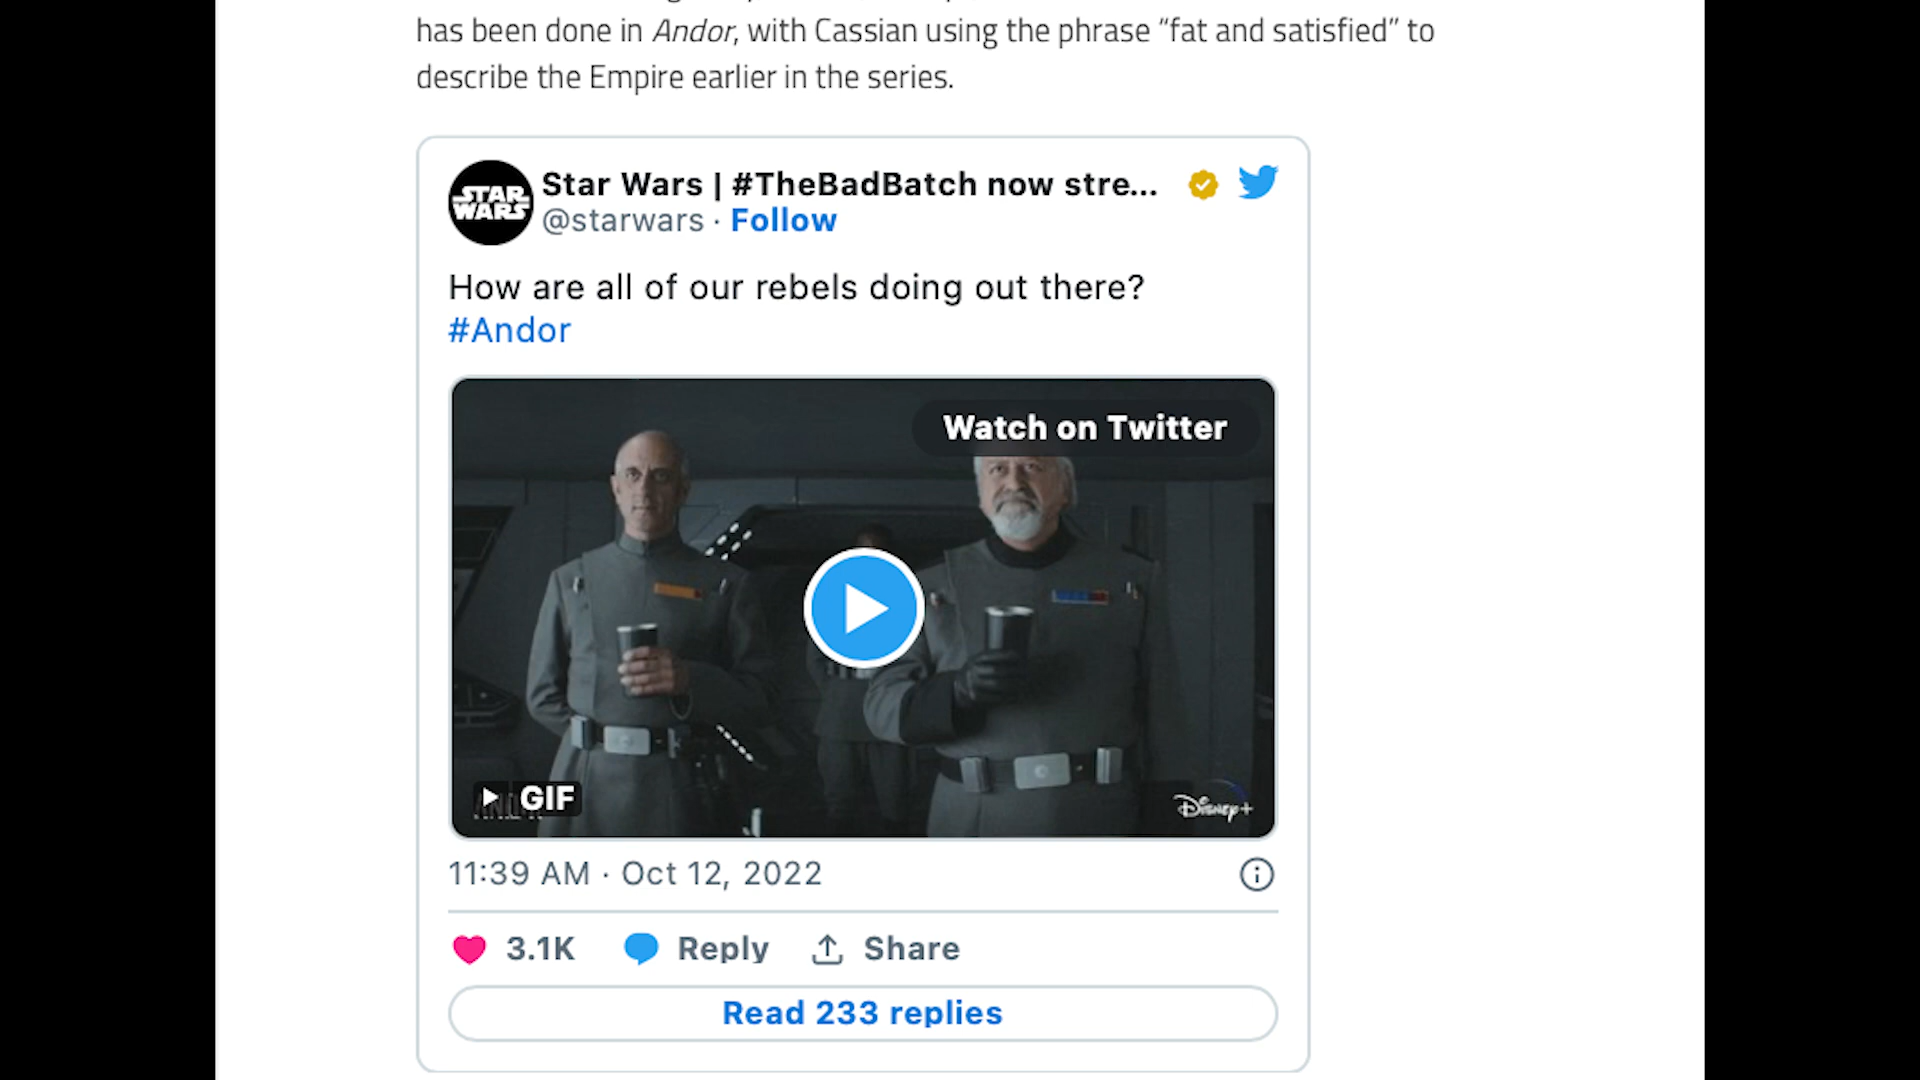 has been done in Andor, with Cassian using the phrase “fat and satisfied” to
describe the Empire earlier in the series.
STAR
WARS
Star Wars | #TheBadBatch now stre...
@starwars · Follow
How are all of our rebels doing out there?
#Andor
Watch on Twitter
GIF
Disney+
11:39 AM · Oct 12, 2022
3.1K Reply Share
Read 233 replies